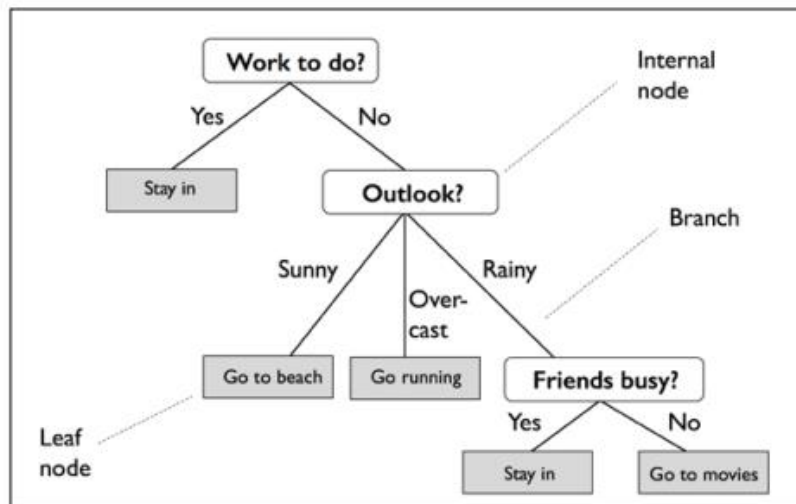 Work to do?
Internal
node
Yes
No
Stay in
Outlook?
Branch
Sunny
Rainy
Over-
cast
Go to beach
Go running
Friends busy?
Leaf
node
Yes
No
Stay in
Go to movies